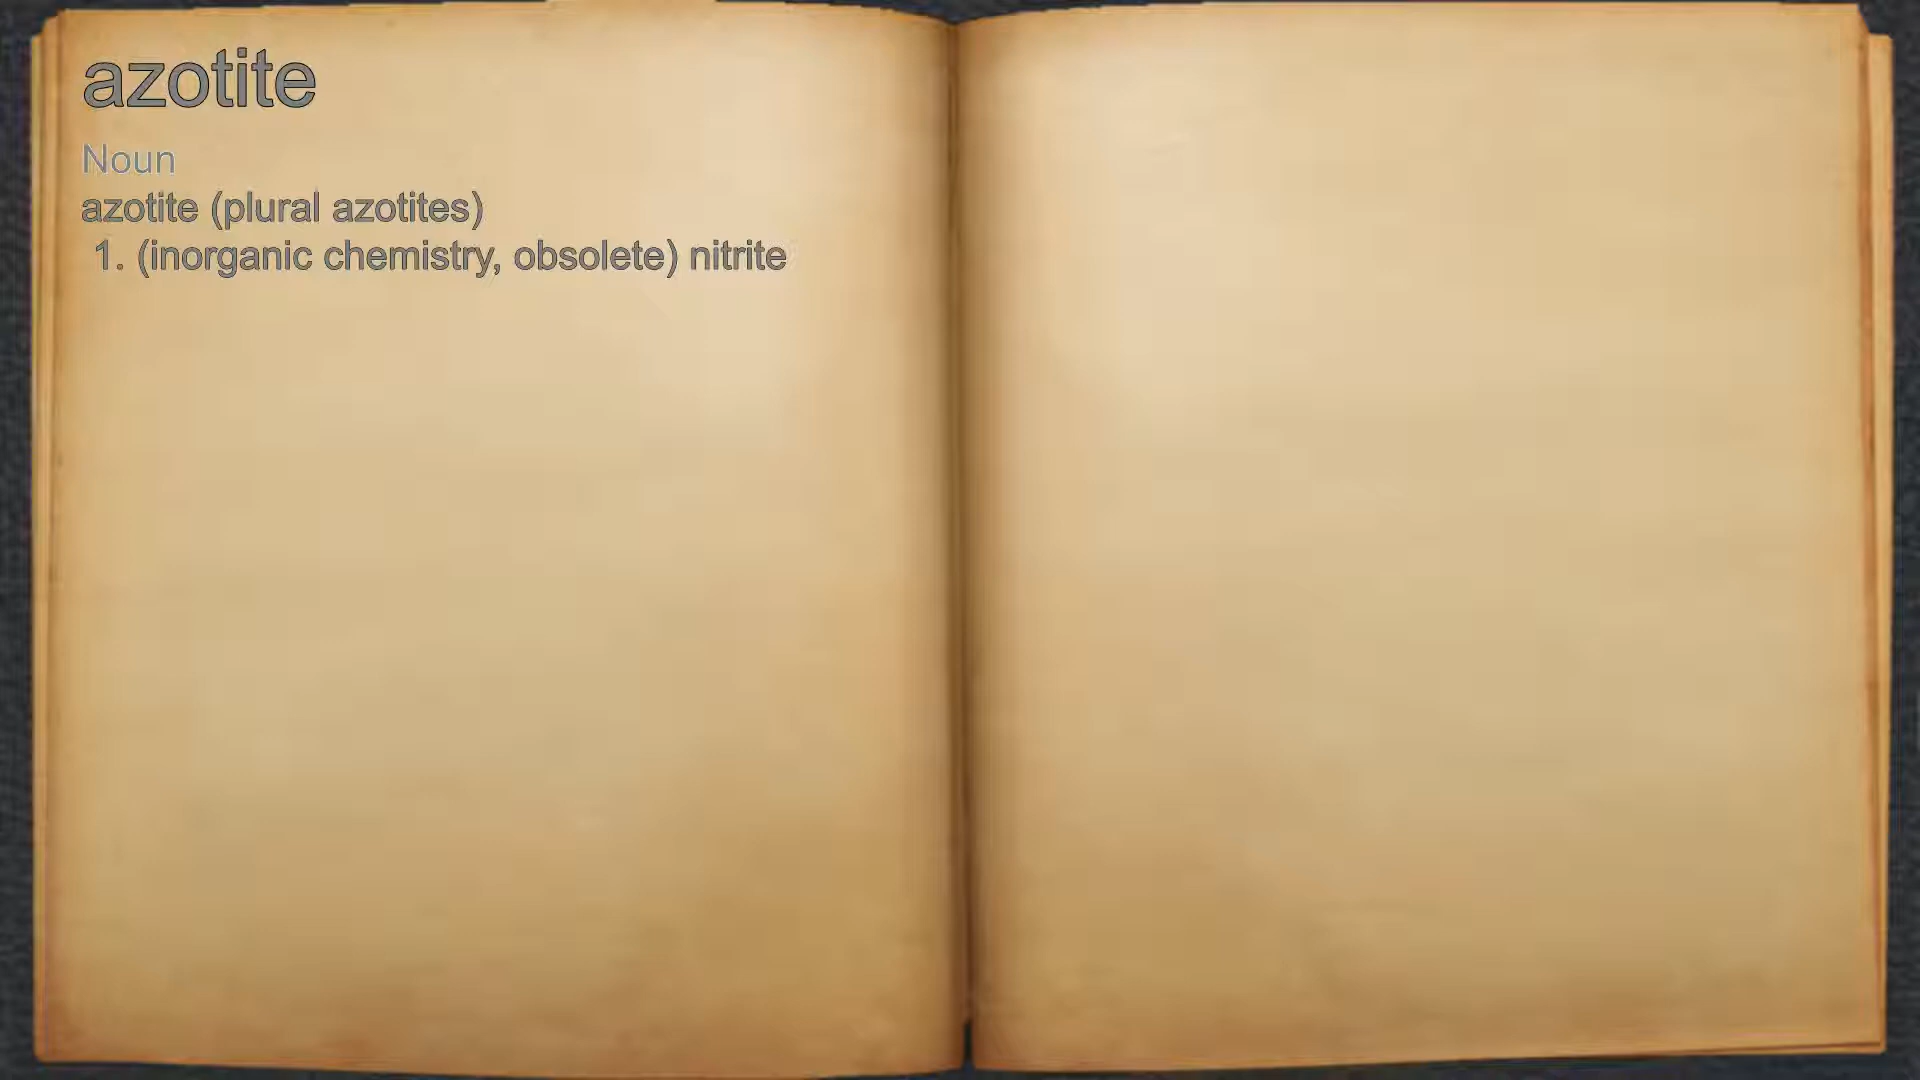 azotite
Noun
azotite (plural azotites)
1. (inorganic chemistry, obsolete) nitrite